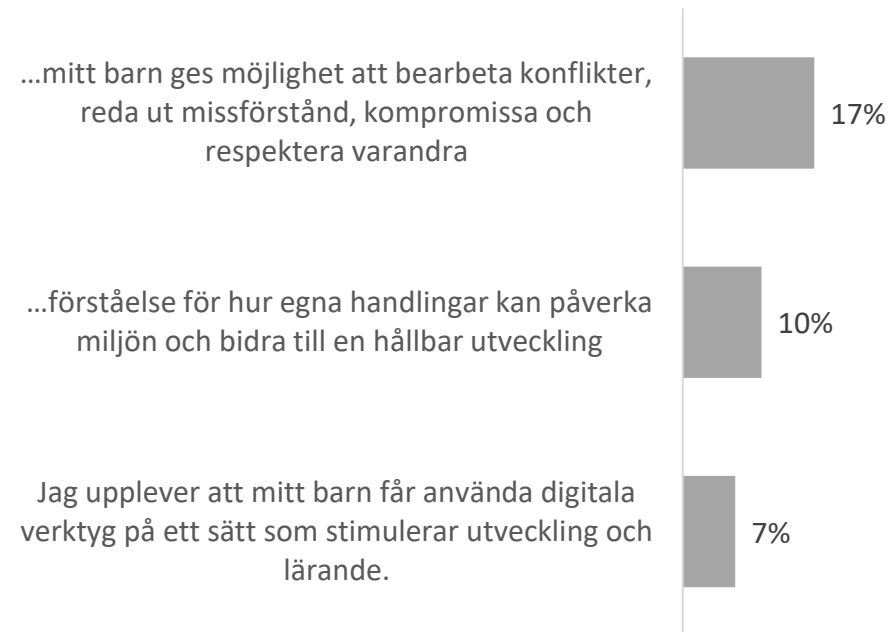 ...mitt barn ges möjlighet att bearbeta konflikter,
reda ut missförstånd, kompromissa och
respektera varandra
17%
...förståelse för hur egna handlingar kan påverka
miljön och bidra till en hållbar utveckling
10%
Jag upplever att mitt barn får använda digitala
verktyg på ett sätt som stimulerar utveckling och
lärande.
7%